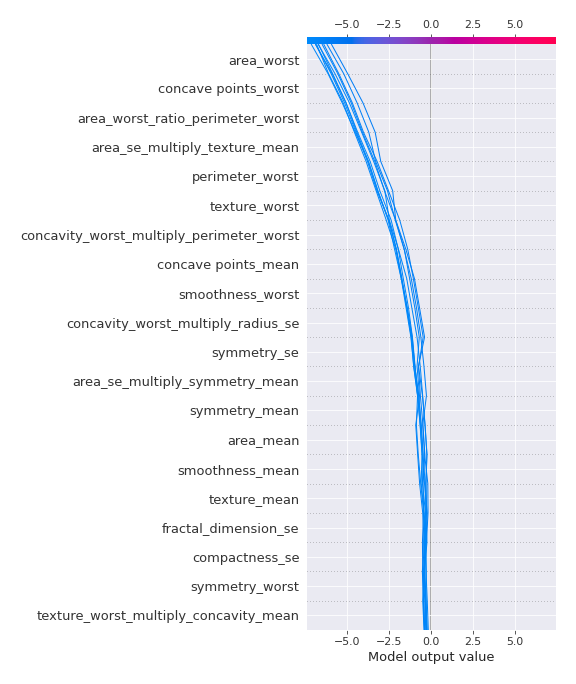 −5.0 −2.5 0.0 2.5 5.0
area_worst
concave points_worst
area_worst_ratio_perimeter_worst
area_se_multiply_texture_mean
perimeter_worst
texture_worst
concavity_worst_multiply_perimeter_worst
concave points_mean
smoothness_worst
concavity_worst_multiply_radius_se
symmetry_se
area_se_multiply_symmetry_mean
symmetry_mean
area_mean
smoothness_mean
texture_mean
fractal_dimension_se
compactness_se
symmetry_worst
texture_worst_multiply_concavity_mean
−5.0 −2.5 0.0 2.5 5.0
Model output value